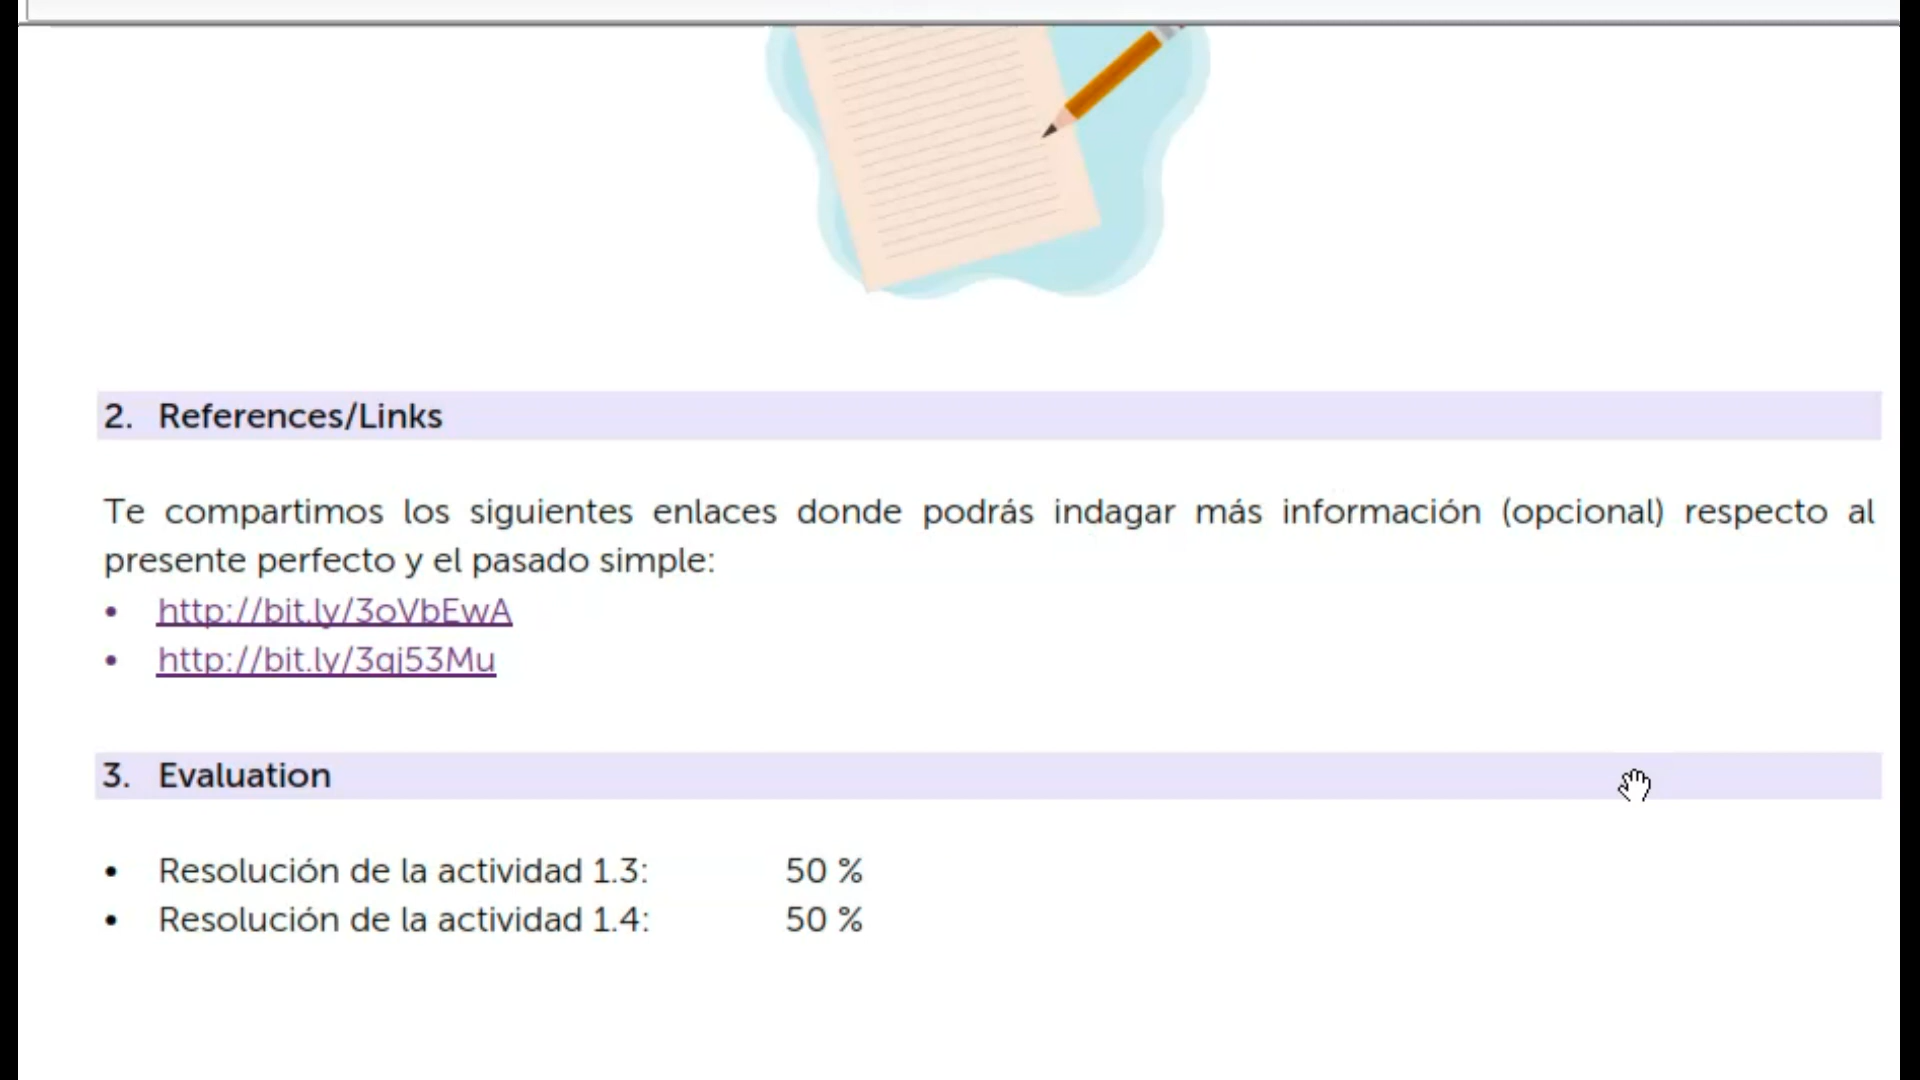 2. References/Links
Te compartimos los siguientes enlaces donde podrás indagar más información (opcional) respecto al
presente perfecto y el pasado simple:
• http://bit.ly/3oVbEwA
• http://bit.ly/3qj53Mu
3. Evaluation
• Resolución de la actividad 1.3: 50 %
• Resolución de la actividad 1.4: 50 %